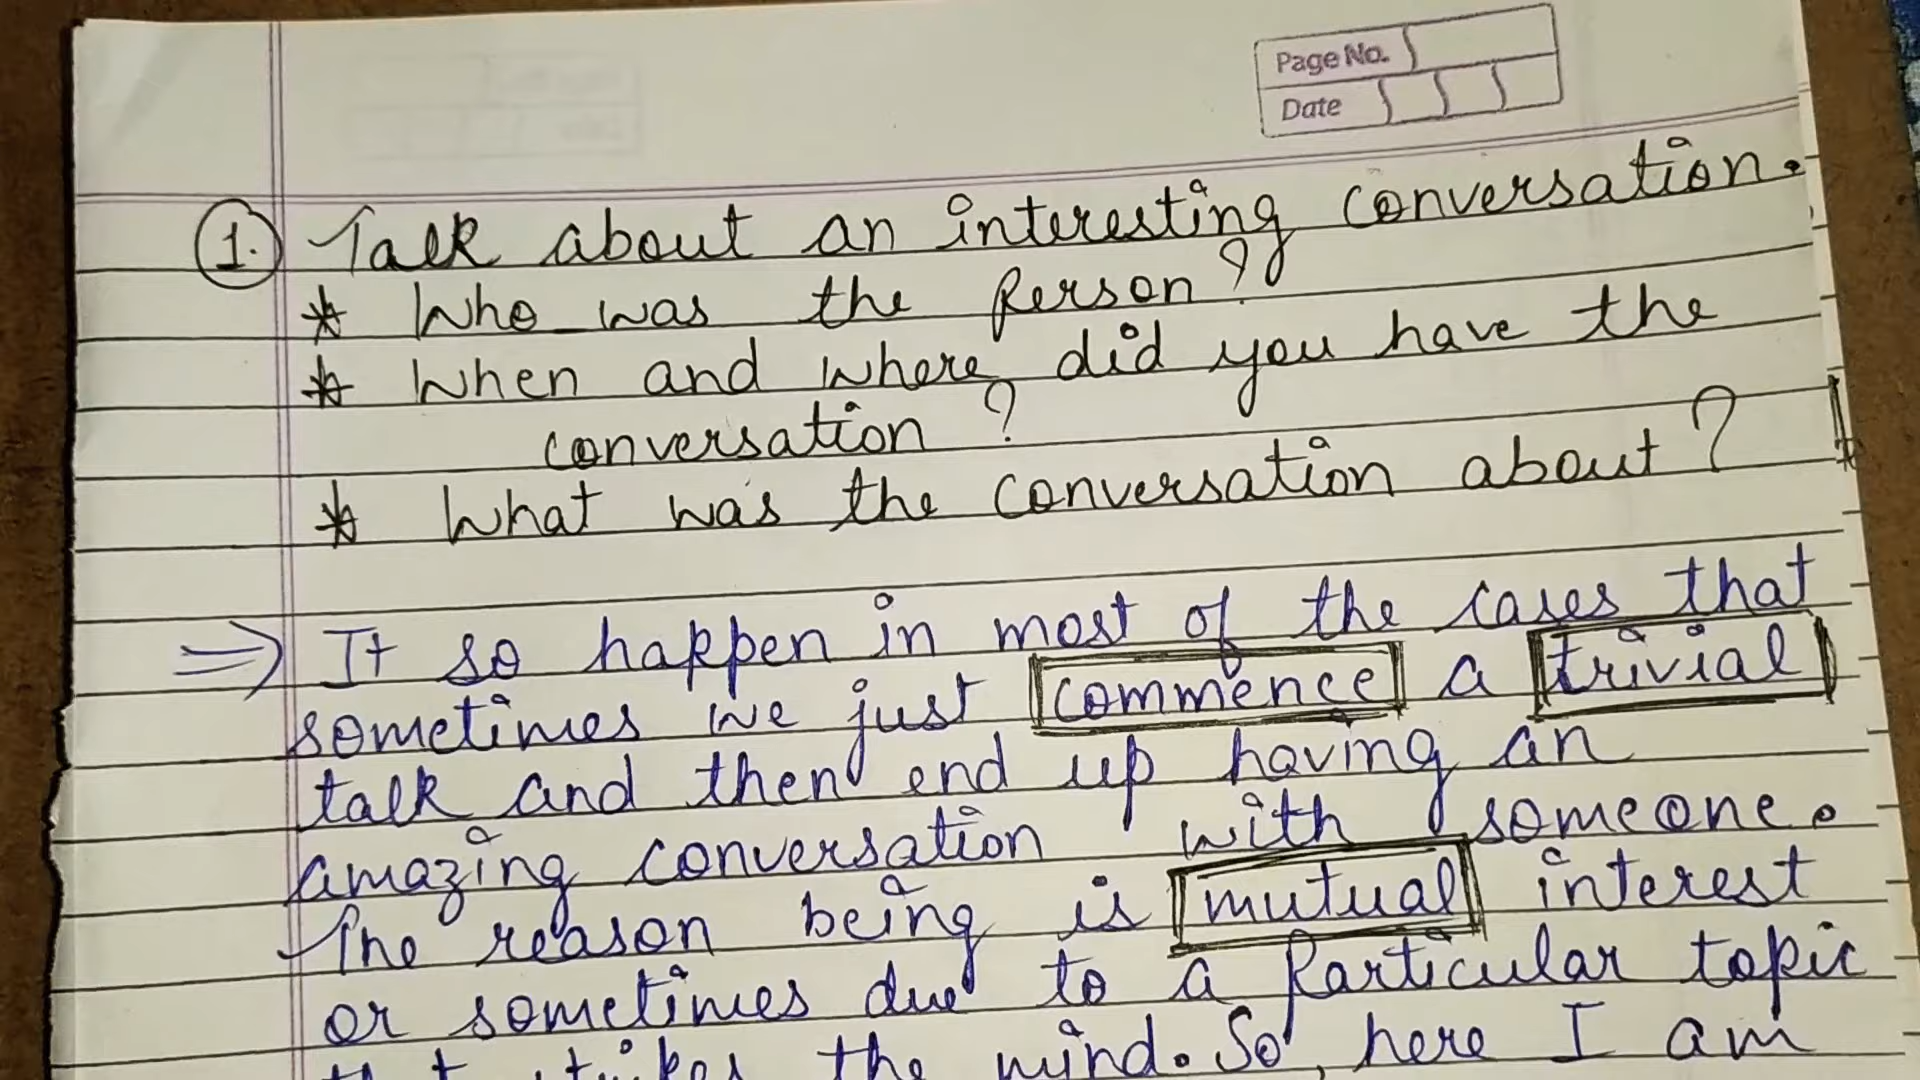 Page No.
Date
1. Talk about an interesting conversation.
* Who was the Person?
* When and where did you have the
conversation?
* What was the conversation about?
⇒ It so happen in most of the cases that
sometimes we just commence a trivial
talk and then end up having an
amazing conversation with someone.
The reason being is mutual interest
or sometimes due to a Particular topic
that strikes the mind. So, here I am